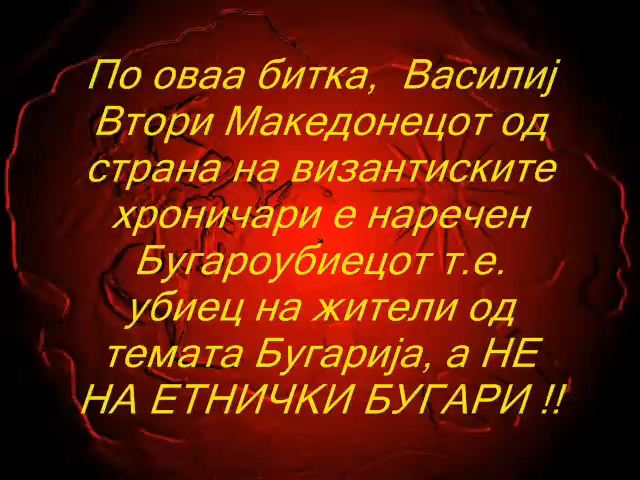 По оваа битка, Василиј
Втори Македонецот од
страна на византиските
хроничари е наречен
Бугароубиецот т.е.
убиец на жители од
темата Бугарија, а НЕ
НА ЕТНИЧКИ БУГАРИ !!